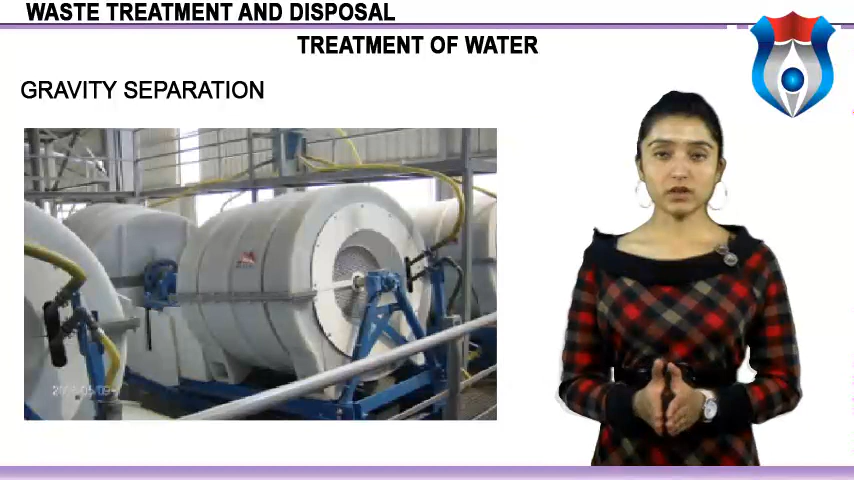 WASTE TREATMENT AND DISPOSAL
TREATMENT OF WATER
GRAVITY SEPARATION